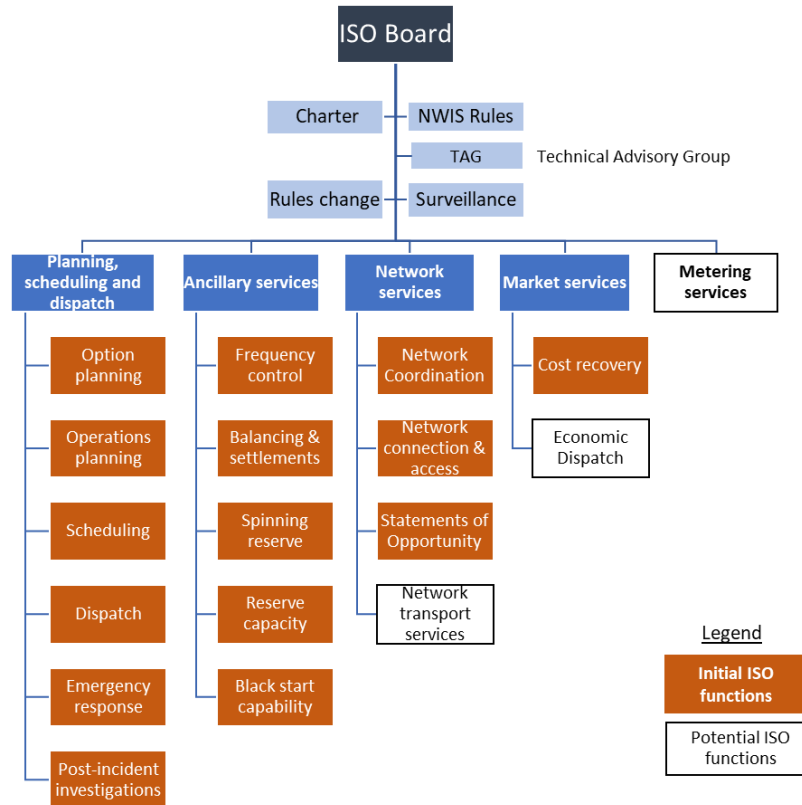 ISO Board
Charter
NWIS Rules
TAG
Technical Advisory Group
Rules change
Surveillance
Planning,
scheduling and
dispatch
Ancillary services
Network
services
Market services
Metering
services
Option
planning
Operations
planning
Scheduling
Dispatch
Emergency
response
Post-incident
investigations
Frequency
control
Balancing &
settlements
Spinning
reserve
Reserve
capacity
Black start
capability
Network
Coordination
Network
connection &
access
Statements of
Opportunity
Network
transport
services
Cost recovery
Economic
Dispatch
Legend
Initial ISO
functions
Potential ISO
functions